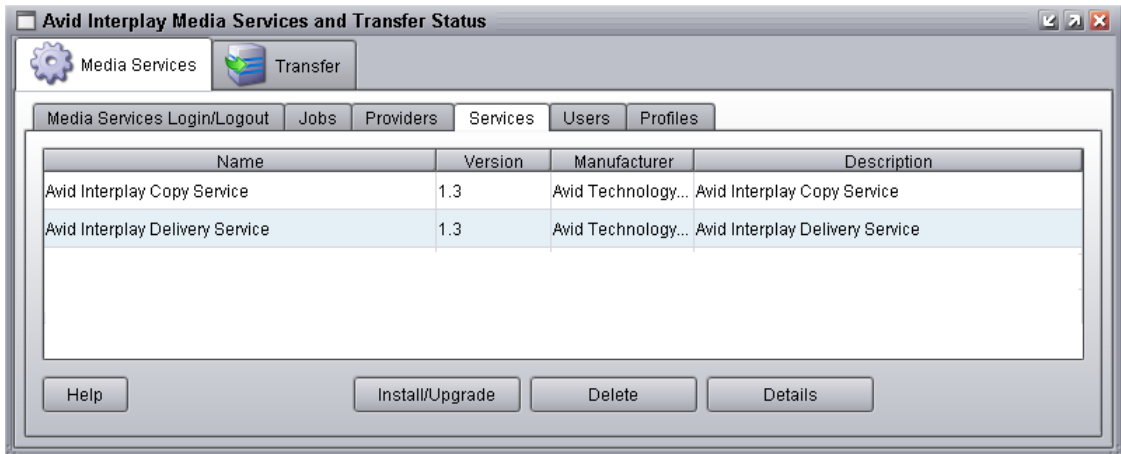 Avid Interplay Media Services and Transfer Status
Media Services Transfer
Media Services Login/Logout Jobs Providers Services Users Profiles
Name Version Manufacturer Description
Avid Interplay Copy Service 1.3 Avid Technology... Avid Interplay Copy Service
Avid Interplay Delivery Service 1.3 Avid Technology... Avid Interplay Delivery Service
Help Install/Upgrade Delete Details